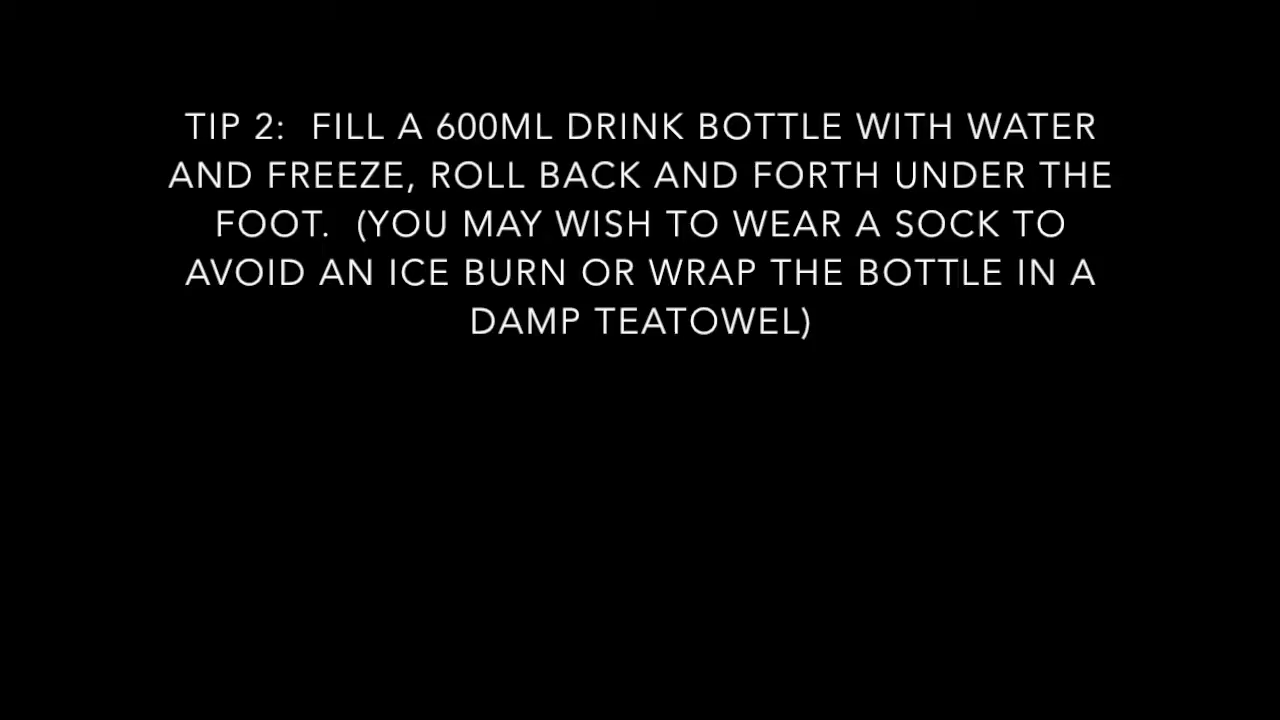 TIP 2:  FILL A 600ML DRINK BOTTLE WITH WATER
AND FREEZE, ROLL BACK AND FORTH UNDER THE
FOOT.  (YOU MAY WISH TO WEAR A SOCK TO
AVOID AN ICE BURN OR WRAP THE BOTTLE IN A
DAMP TEATOWEL)